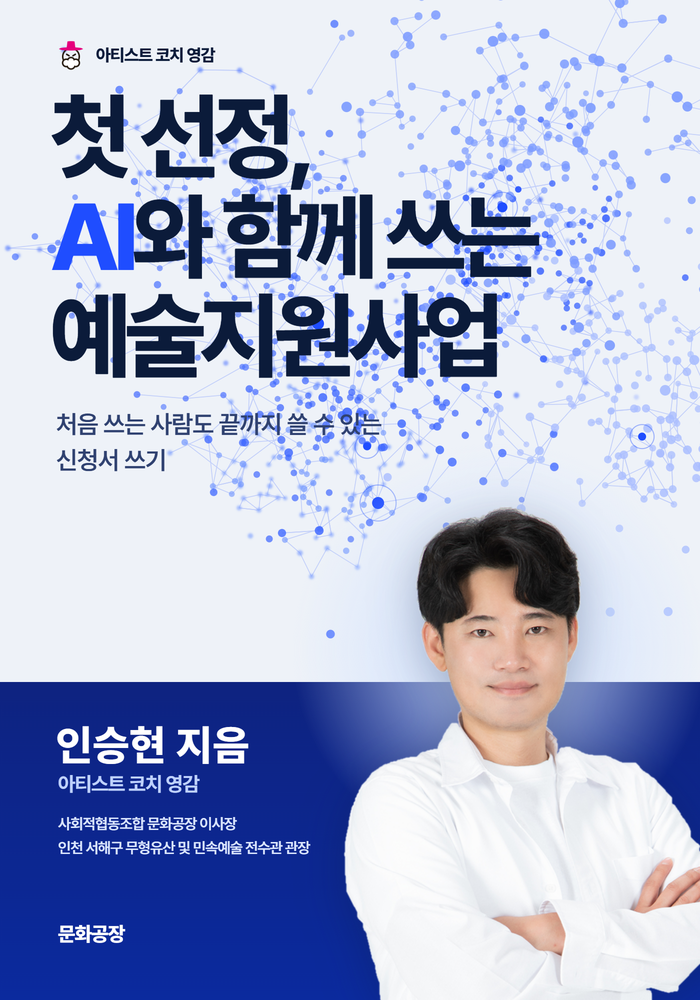 아티스트 코치 영감
첫 선정,
AI와 함께 쓰는
예술지원사업
처음 쓰는 사람도 끝까지 쓸 수 있는
신청서 쓰기
인승현 지음
아티스트 코치 영감
사회적협동조합 문화공장 이사장
인천 서해구 무형유산 및 민속예술 전수관 관장
문화공장